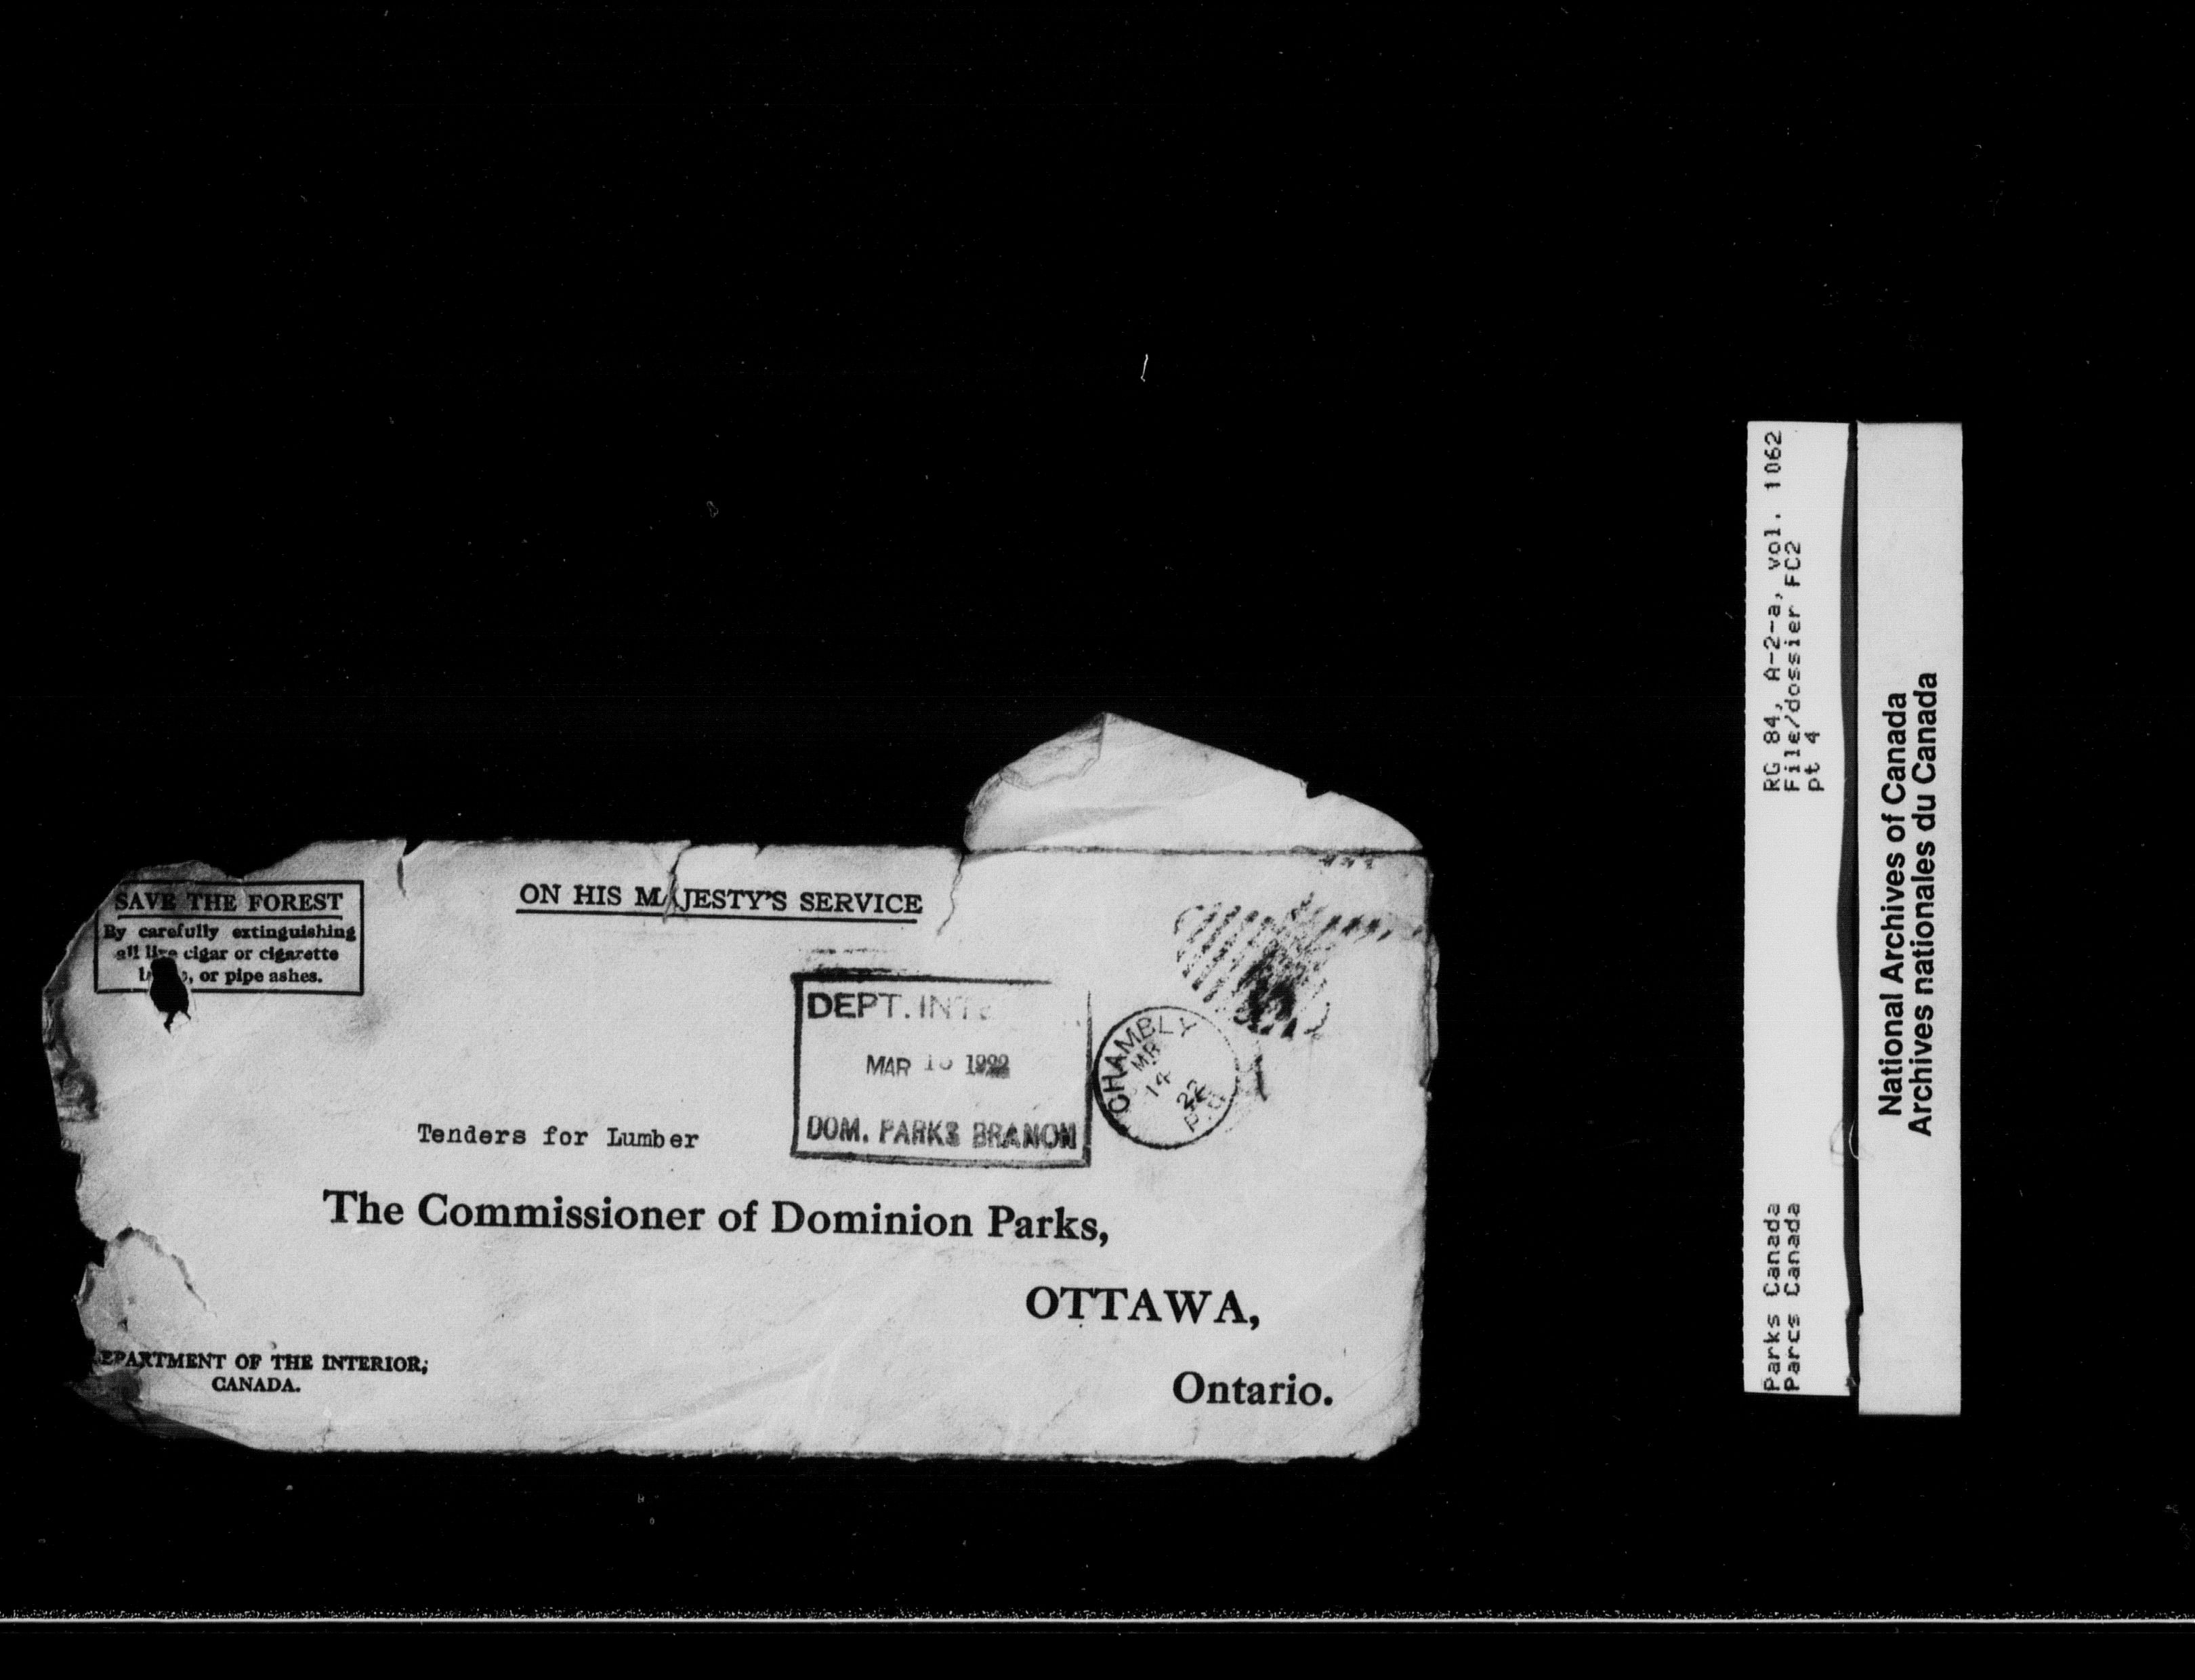 SAVE THE FOREST
By carefully extinguishing
all live cigar or cigarette
or pipe ashes.
ON HIS MAJESTY'S SERVICE
DEPT.
MAR 1922
DOM. PARKS BRANCH
CHAMBLY
MR
14
22
P.Q
Tenders for Lumber
The Commissioner of Dominion Parks,
OTTAWA,
Ontario.
EPARTMENT OF THE INTERIOR,
CANADA.
RG 84, A-2-a, vol. 1062
File/dossier FC2
pt 4
Parks Canada
Parcs Canada
National Archives of Canada
Archives nationales du Canada